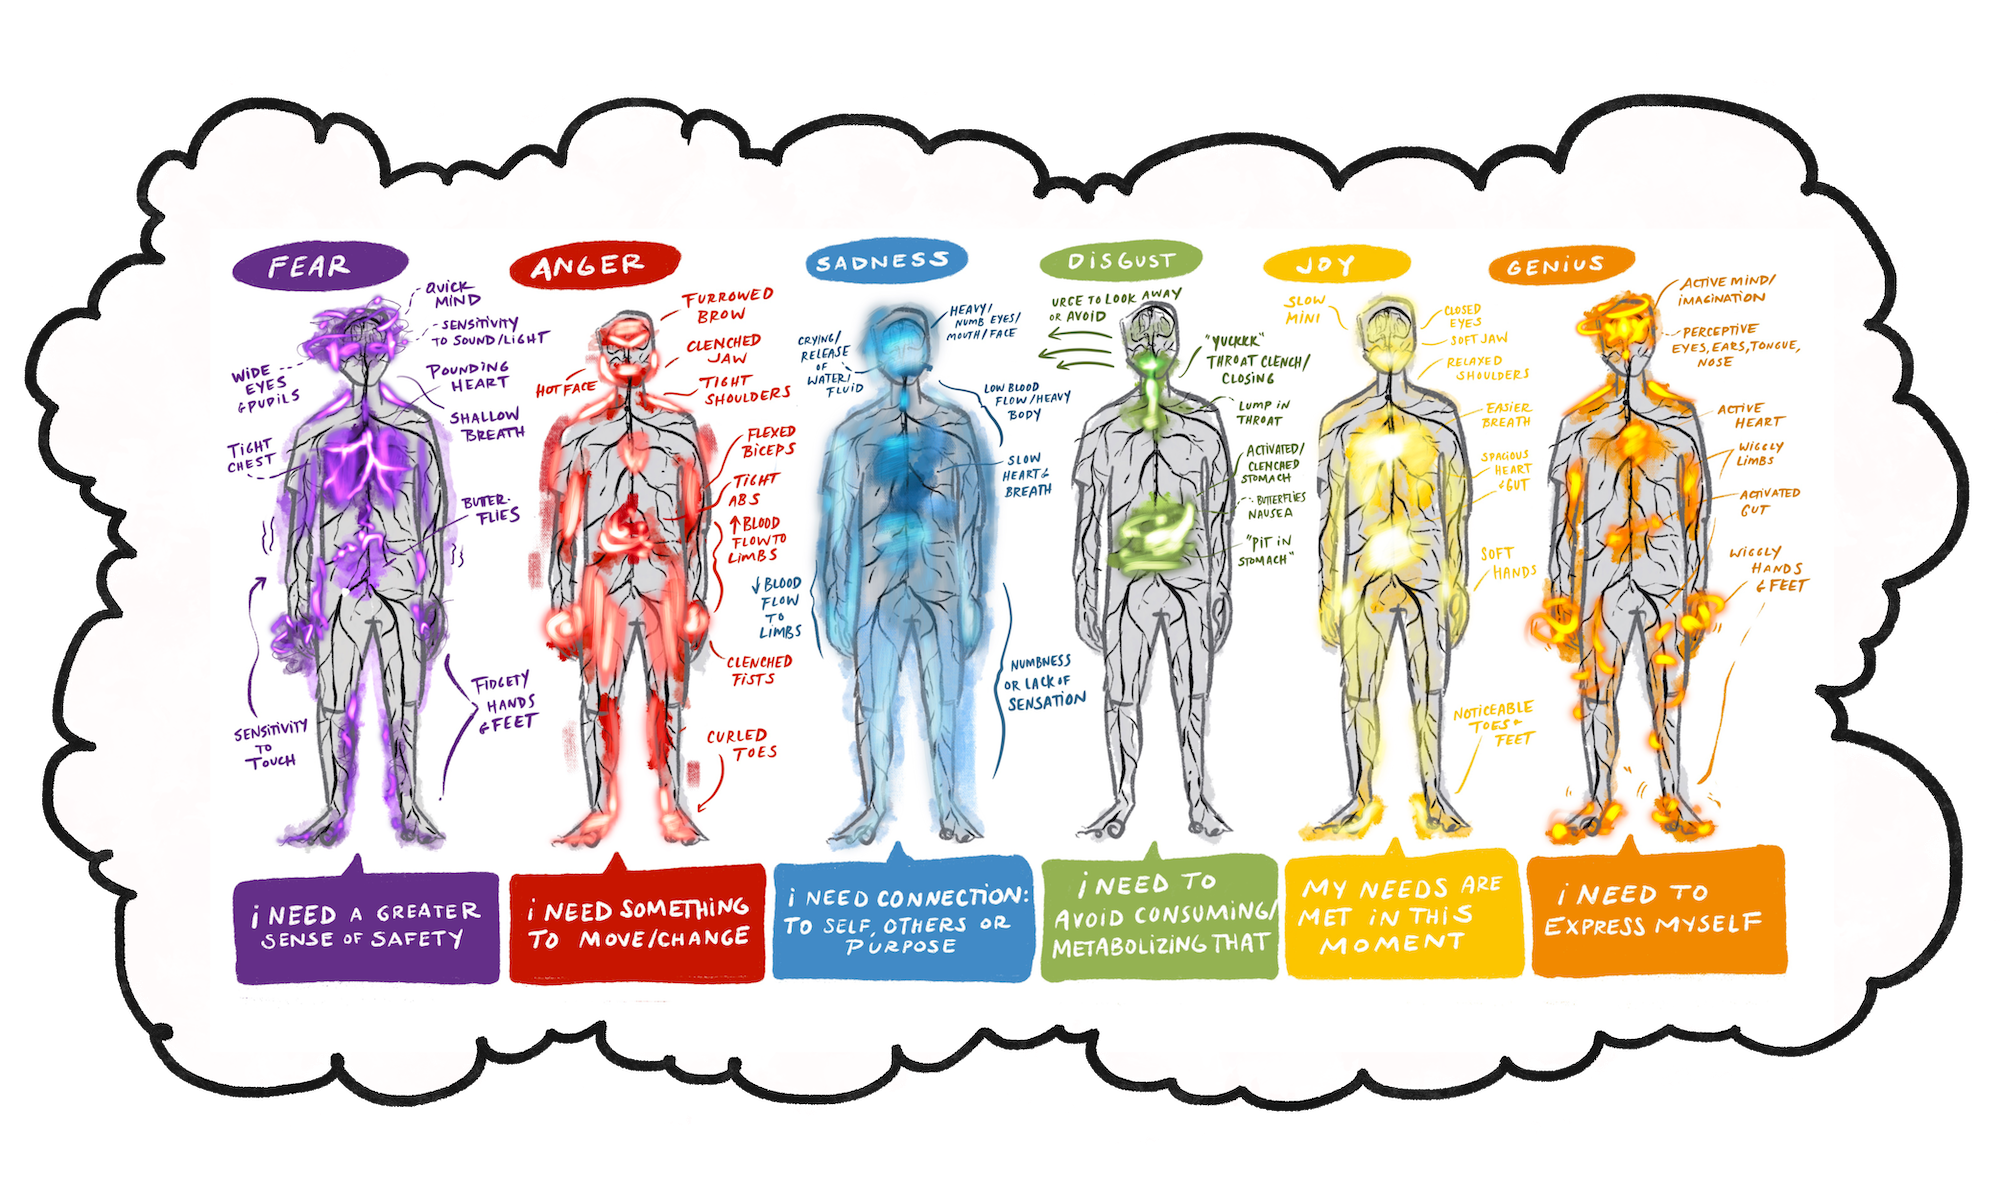 FEAR
QUICK
MIND
SENSITIVITY
TO SOUND/LIGHT
WIDE
EYES
&PUPILS
POUNDING
HEART
SHALLOW
BREATH
TIGHT
CHEST
BUTTER-
FLIES
FIDGETY
HANDS
&FEET
SENSITIVITY
TO
TOUCH
i NEED A GREATER
SENSE OF SAFETY
ANGER
FURROWED
BROW
CLENCHED
JAW
HOT FACE
TIGHT
SHOULDERS
FLEXED
BICEPS
TIGHT
ABS
↑BLOOD
FLOW TO
LIMBS
CLENCHED
FISTS
CURLED
TOES
i NEED SOMETHING
TO MOVE/CHANGE
SADNESS
HEAVY/
NUMB EYES/
MOUTH/FACE
CRYING/
RELEASE
OF
WATER/
FLUID
LOW BLOOD
FLOW/HEAVY
BODY
SLOW
HEART&
BREATH
↓BLOOD
FLOW
TO
LIMBS
NUMBNESS
OR LACK OF
SENSATION
i NEED CONNECTION:
TO SELF, OTHERS OR
PURPOSE
DISGUST
URGE TO LOOK AWAY
OR AVOID
"YUCKKK"
THROAT CLENCH/
CLOSING
LUMP IN
THROAT
ACTIVATED/
CLENCHED
STOMACH
BUTTERFLIES
NAUSEA
"PIT IN
STOMACH"
i NEED TO
AVOID CONSUMING/
METABOLIZING THAT
JOY
SLOW
MINI
CLOSED
EYES
SOFT JAW
RELAXED
SHOULDERS
EASIER
BREATH
SPACIOUS
HEART
&GUT
SOFT
HANDS
NOTICEABLE
TOES+
FEET
MY NEEDS ARE
MET IN THIS
MOMENT
GENIUS
ACTIVE MIND/
IMAGINATION
PERCEPTIVE
EYES, EARS, TONGUE,
NOSE
ACTIVE
HEART
WIGGLY
LIMBS
ACTIVATED
GUT
WIGGLY
HANDS
&FEET
i NEED TO
EXPRESS MYSELF